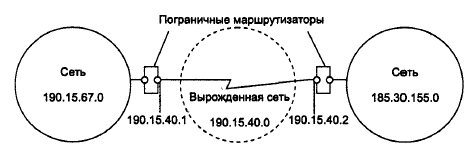 Пограничные маршрутизаторы
Сеть
190.15.67.0
190.15.40.1
Вырожденная сеть
190.15.40.0
190.15.40.2
Сеть
185.30.155.0